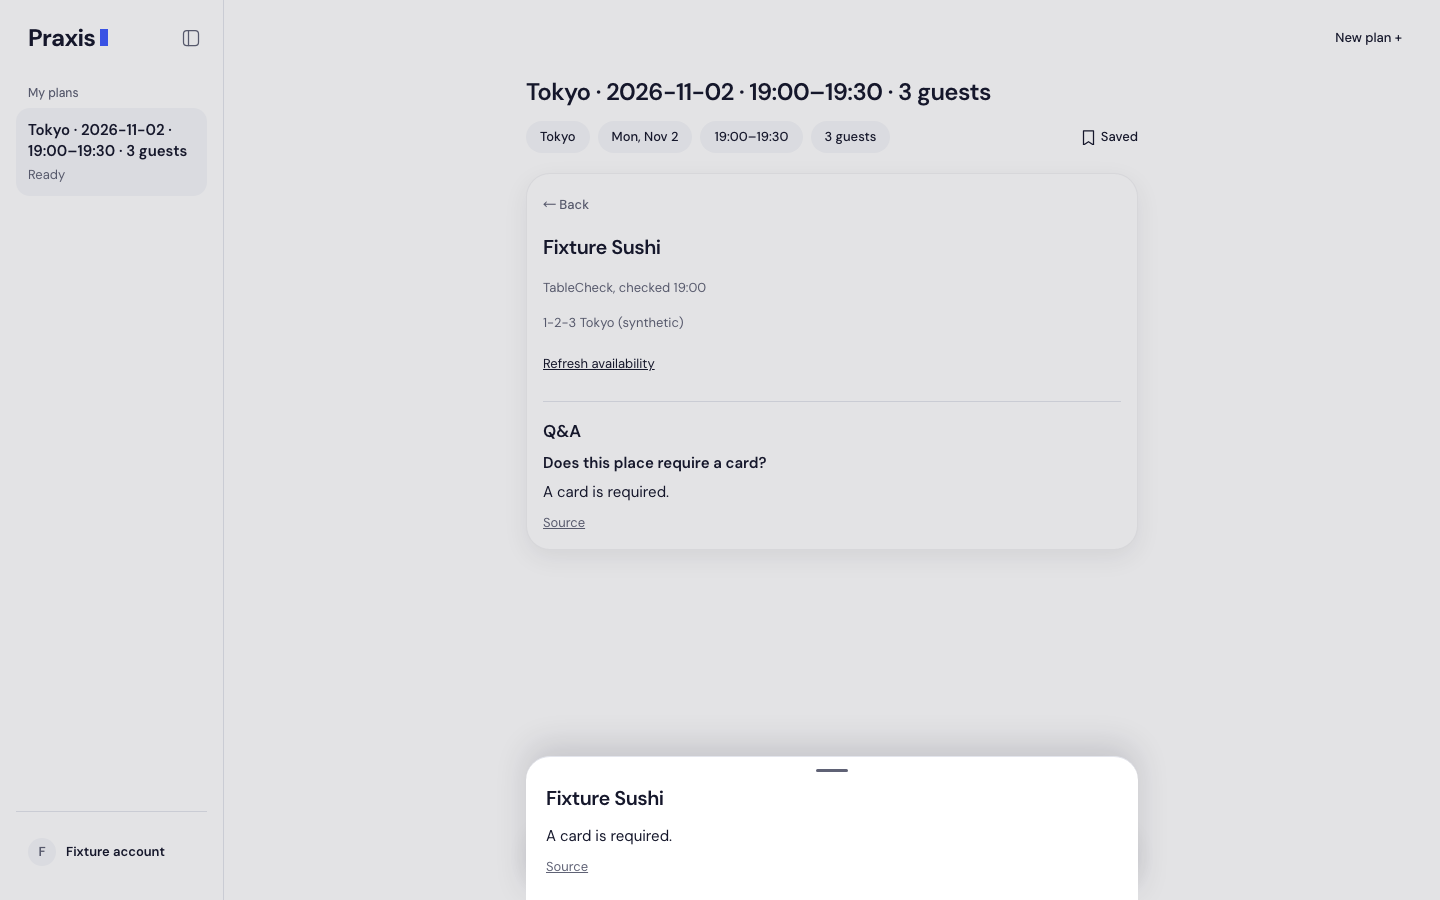 Praxis
My plans
Tokyo · 2026-11-02 ·
19:00–19:30 · 3 guests
Ready
Fixture account
F
New plan +
Tokyo · 2026-11-02 · 19:00–19:30 · 3 guests
Tokyo
Mon, Nov 2
19:00–19:30
3 guests
Saved
← Back
Fixture Sushi
TableCheck, checked 19:00
1-2-3 Tokyo (synthetic)
Refresh availability
Q&A
Does this place require a card?
A card is required.
Source
Fixture Sushi
A card is required.
Source